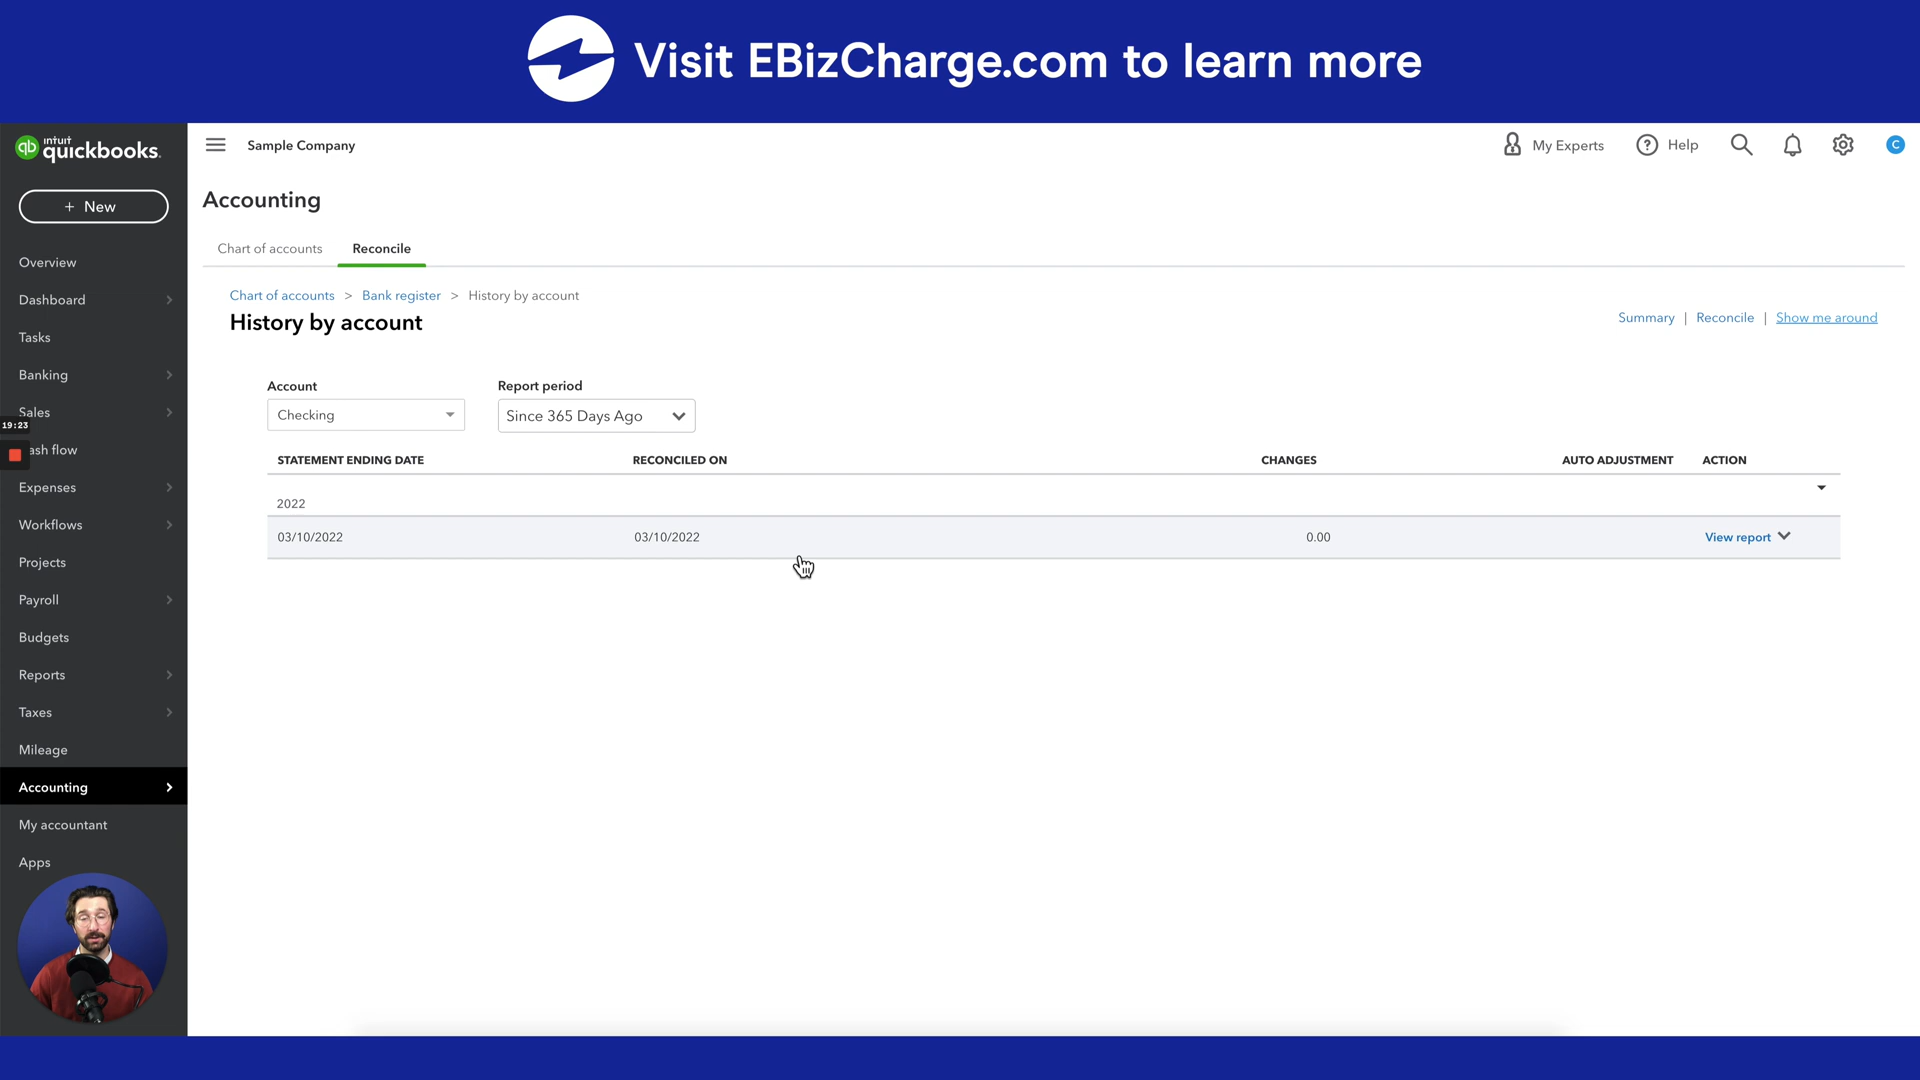 Visit EBizCharge.com to learn more
intuit
quickbooks.
qb
Sample Company
My Experts
Help
C
+ New
Accounting
Chart of accounts
Reconcile
Chart of accounts > Bank register > History by account
History by account
Summary | Reconcile | Show me around
Account
Report period
Checking
Since 365 Days Ago
STATEMENT ENDING DATE
RECONCILED ON
CHANGES
AUTO ADJUSTMENT
ACTION
2022
03/10/2022
03/10/2022
0.00
View report
Overview
Dashboard
Tasks
Banking
Sales
19:23
ash flow
Expenses
Workflows
Projects
Payroll
Budgets
Reports
Taxes
Mileage
Accounting
My accountant
Apps